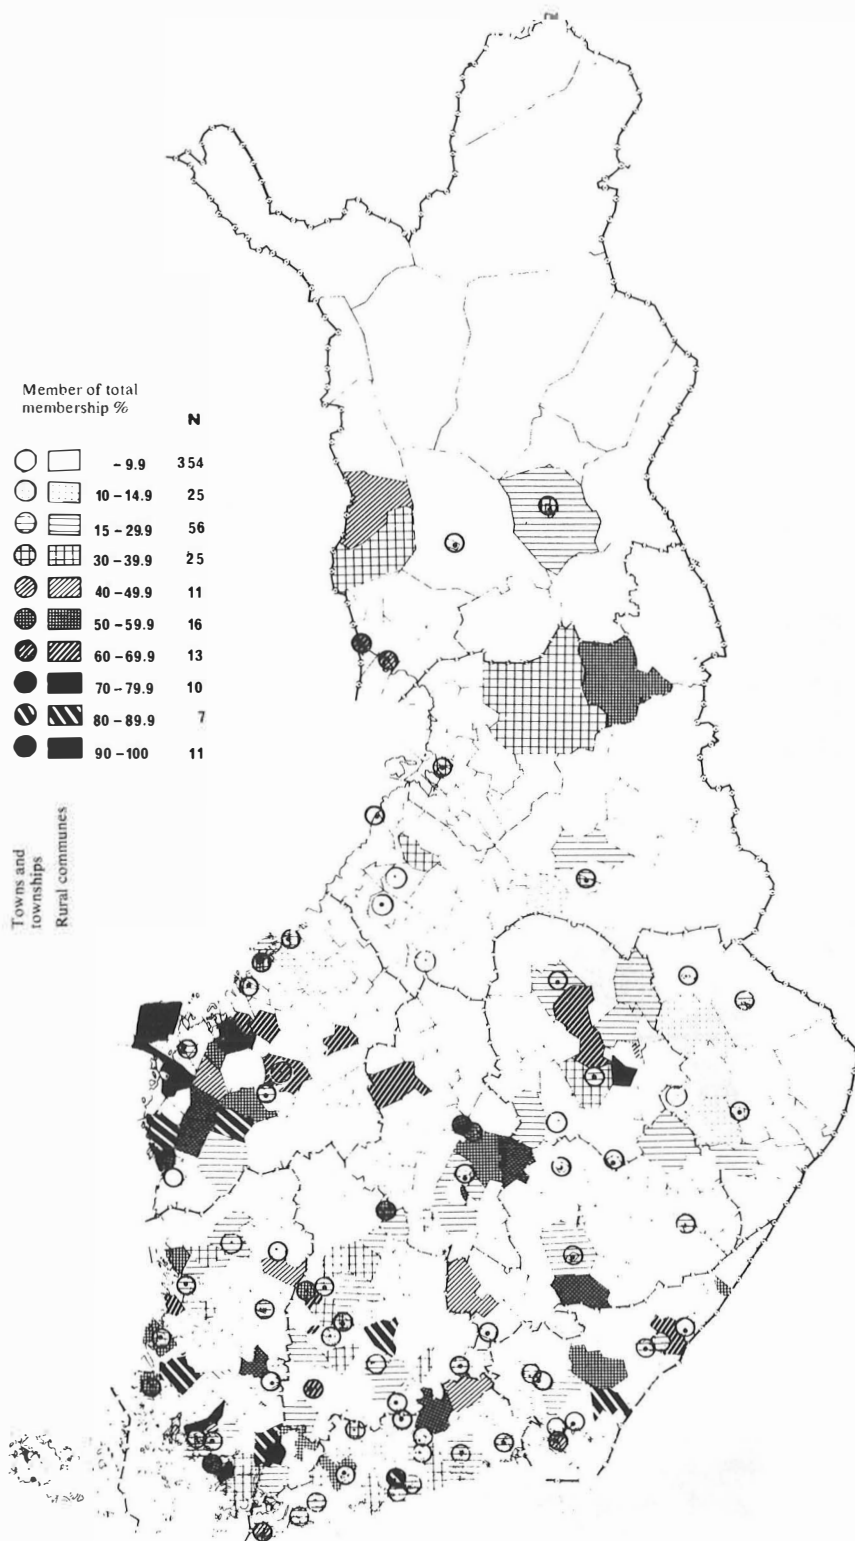 Member of total
membership %
N
– 9.9 354
10 – 14.9 25
15 – 29.9 56
30 – 39.9 25
40 – 49.9 11
50 – 59.9 16
60 – 69.9 13
70 – 79.9 10
80 – 89.9 7
90 – 100 11
Towns and
townships
Rural communes